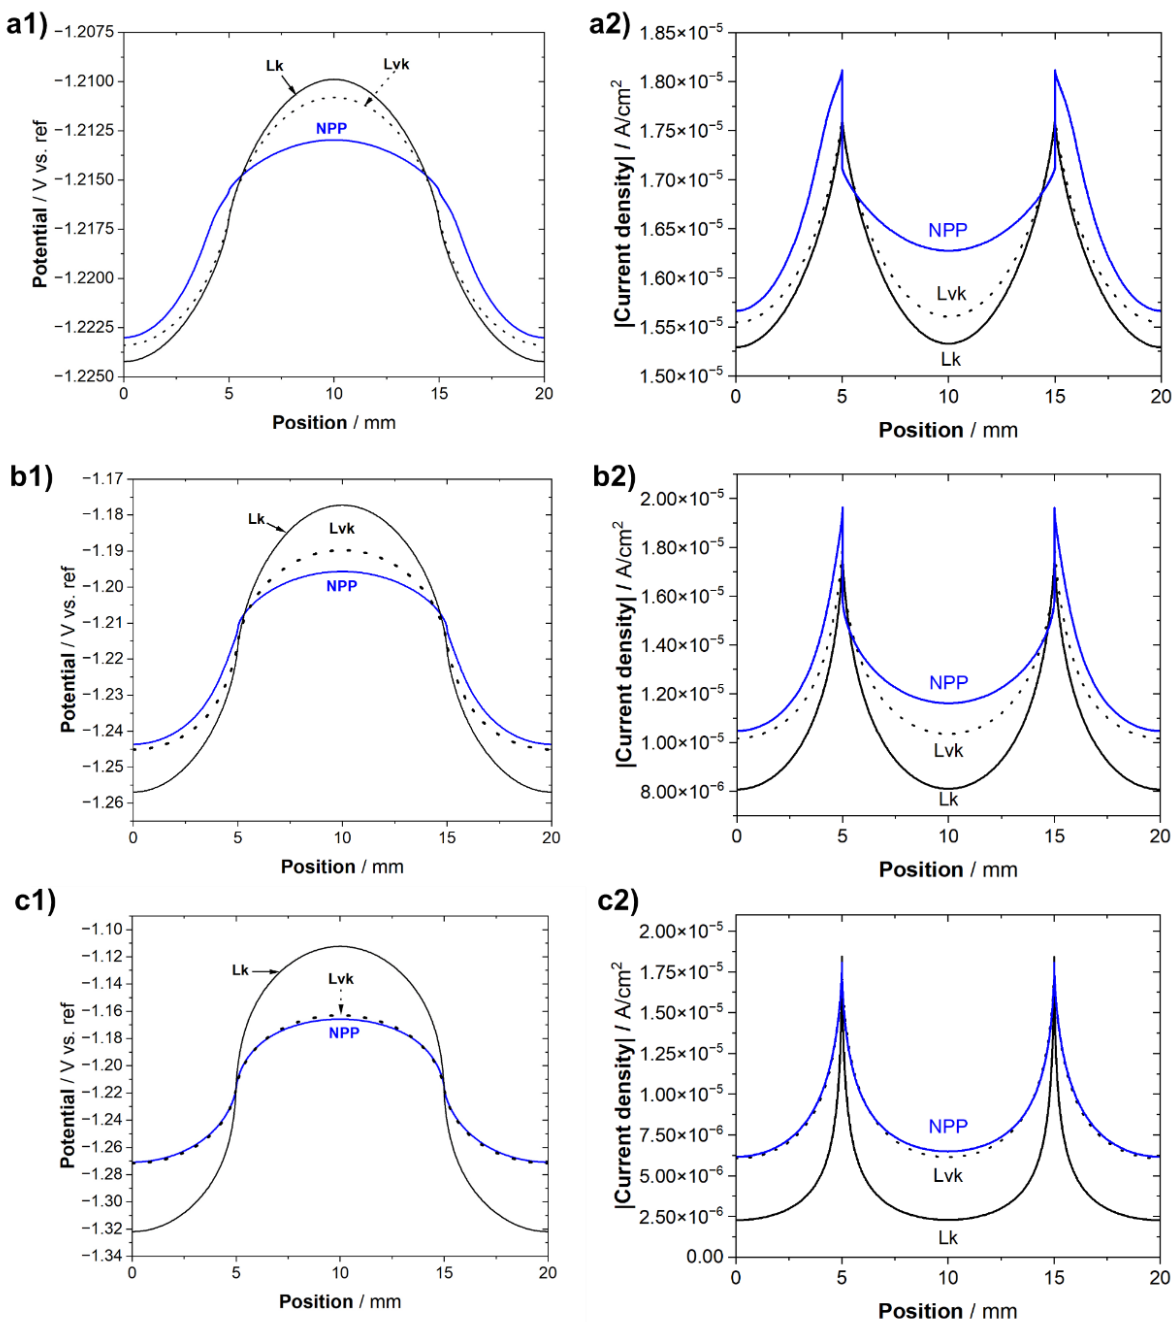 a1)
−1.2075
−1.2100
−1.2125
−1.2150
−1.2175
−1.2200
−1.2225
−1.2250
Potential / V vs. ref
Lk
Lvk
NPP
0
5
10
15
20
Position / mm
a2)
1.85×10⁻⁵
1.80×10⁻⁵
1.75×10⁻⁵
1.70×10⁻⁵
1.65×10⁻⁵
1.60×10⁻⁵
1.55×10⁻⁵
1.50×10⁻⁵
|Current density| / A/cm²
NPP
Lvk
Lk
0
5
10
15
20
Position / mm
b1)
−1.17
−1.18
−1.19
−1.20
−1.21
−1.22
−1.23
−1.24
−1.25
−1.26
Potential / V vs. ref
Lk
Lvk
NPP
0
5
10
15
20
Position / mm
b2)
2.00×10⁻⁵
1.80×10⁻⁵
1.60×10⁻⁵
1.40×10⁻⁵
1.20×10⁻⁵
1.00×10⁻⁵
8.00×10⁻⁶
|Current density| / A/cm²
NPP
Lvk
Lk
0
5
10
15
20
Position / mm
c1)
−1.10
−1.12
−1.14
−1.16
−1.18
−1.20
−1.22
−1.24
−1.26
−1.28
−1.30
−1.32
−1.34
Potential / V vs. ref
Lk
Lvk
NPP
0
5
10
15
20
Position / mm
c2)
2.00×10⁻⁵
1.75×10⁻⁵
1.50×10⁻⁵
1.25×10⁻⁵
1.00×10⁻⁵
7.50×10⁻⁶
5.00×10⁻⁶
2.50×10⁻⁶
0.00
|Current density| / A/cm²
NPP
Lvk
Lk
0
5
10
15
20
Position / mm